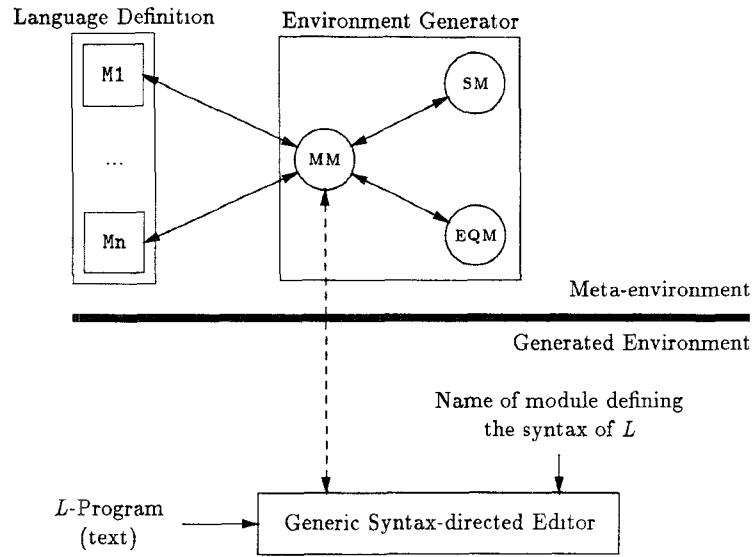 Language Definition
Environment Generator
M1
SM
MM
...
Mn
EQM
Meta-environment
Generated Environment
Name of module defining
the syntax of L
L-Program
(text)
Generic Syntax-directed Editor